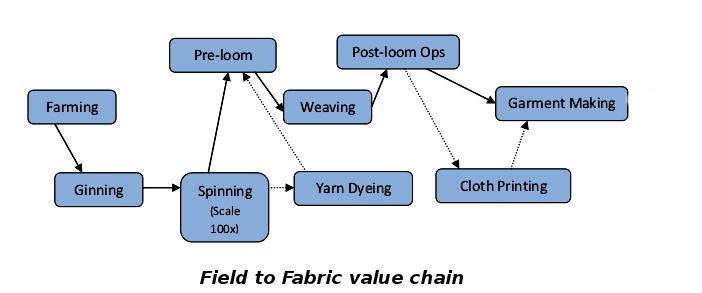 Farming
Ginning
Spinning
(Scale
100x)
Pre-loom
Yarn Dyeing
Weaving
Post-loom Ops
Cloth Printing
Garment Making
Field to Fabric value chain